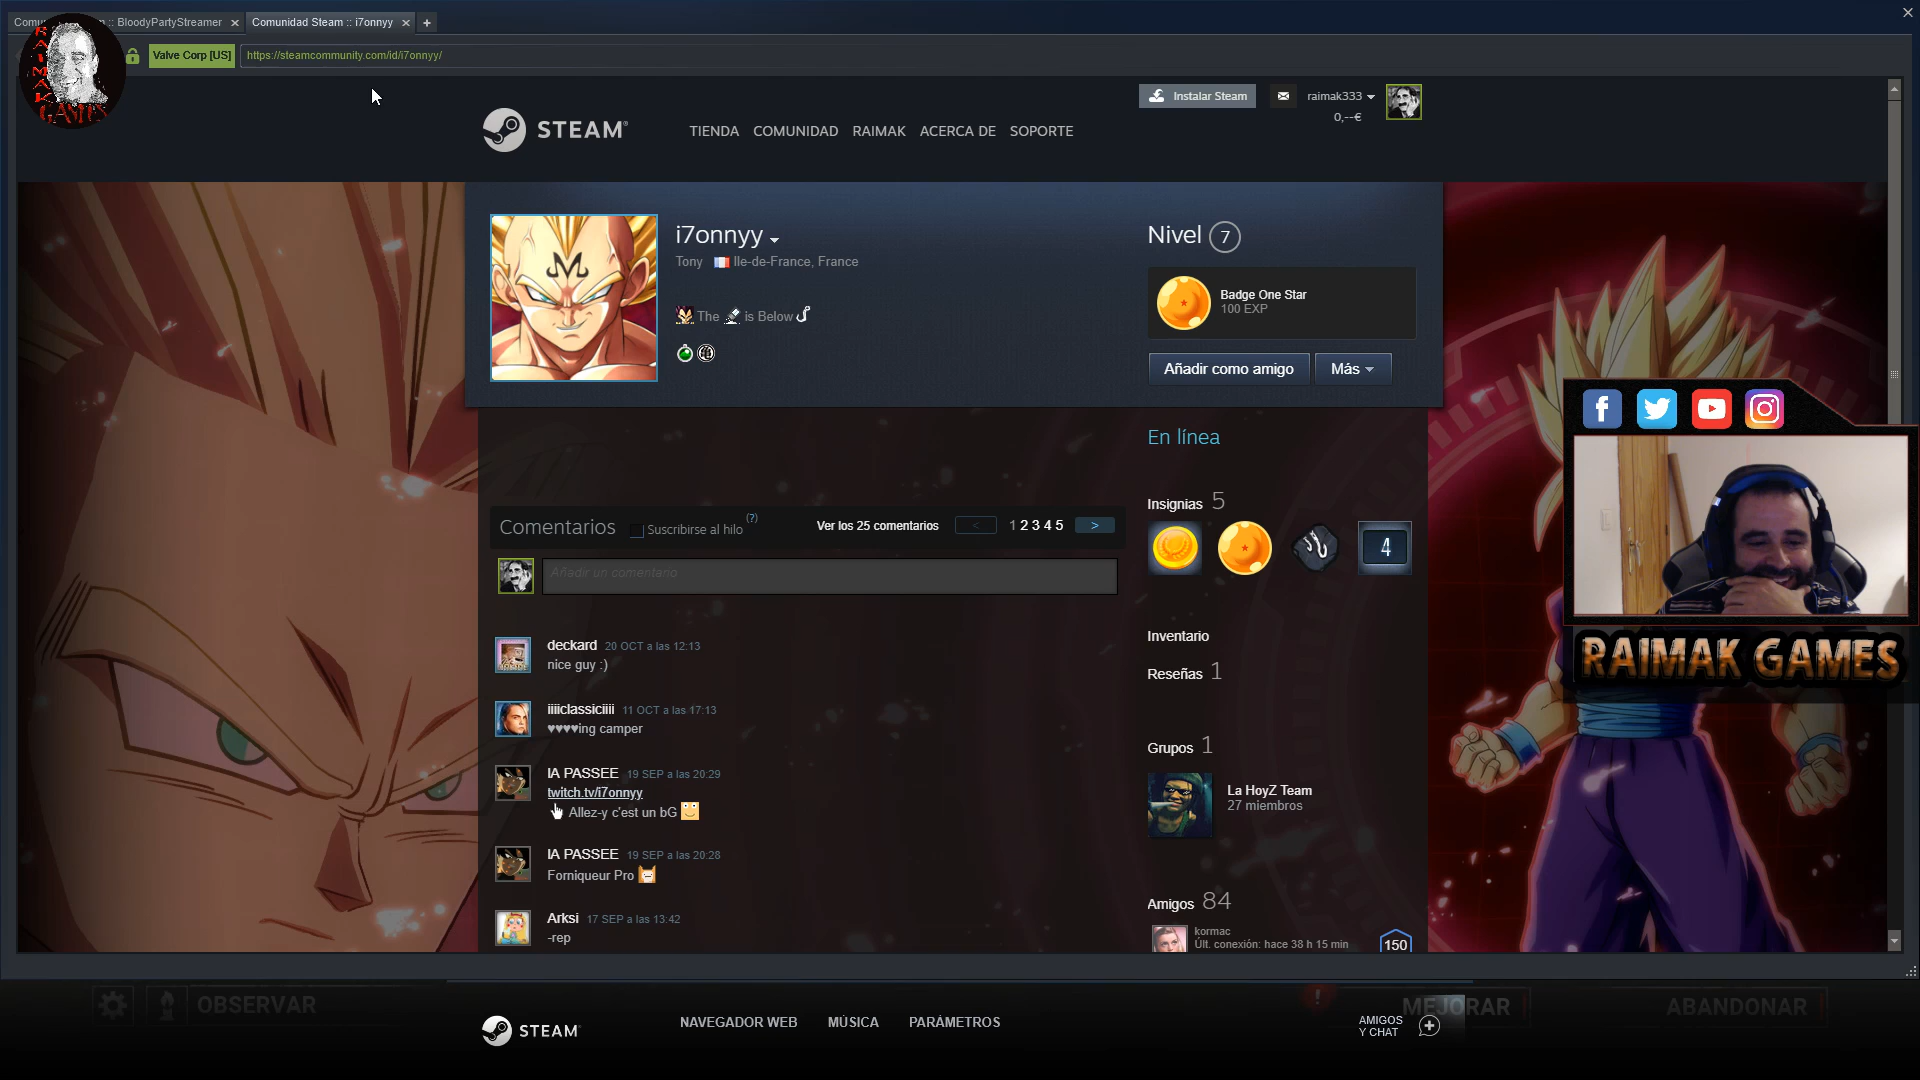 :: BloodyPartyStreamer
Comunidad Steam :: i7onnyy
RAIMAK GAMES
Valve Corp [US]
https://steamcommunity.com/id/i7onnyy/
Instalar Steam
raimak333
0,--€
STEAM®
TIENDA COMUNIDAD RAIMAK ACERCA DE SOPORTE
i7onnyy
Tony Ile-de-France, France
The is Below
Nivel 7
Badge One Star
100 EXP
Añadir como amigo
Más
En línea
Comentarios
Suscribirse al hilo (?)
Ver los 25 comentarios < 1 2 3 4 5 >
Añadir un comentario
deckard 20 OCT a las 12:13
nice guy :)
iiiiclassiciiii 11 OCT a las 17:13
♥♥♥♥ing camper
IA PASSEE 19 SEP a las 20:29
twitch.tv/i7onnyy
Allez-y c'est un bG
IA PASSEE 19 SEP a las 20:28
Forniqueur Pro
Arksi 17 SEP a las 13:42
-rep
Insignias 5
4
Inventario
Reseñas 1
Grupos 1
La HoyZ Team
27 miembros
Amigos 84
kormac
Últ. conexión: hace 38 h 15 min
150
RAIMAK GAMES
OBSERVAR
MEJORAR
ABANDONAR
STEAM
NAVEGADOR WEB MÚSICA PARÁMETROS
AMIGOS
Y CHAT